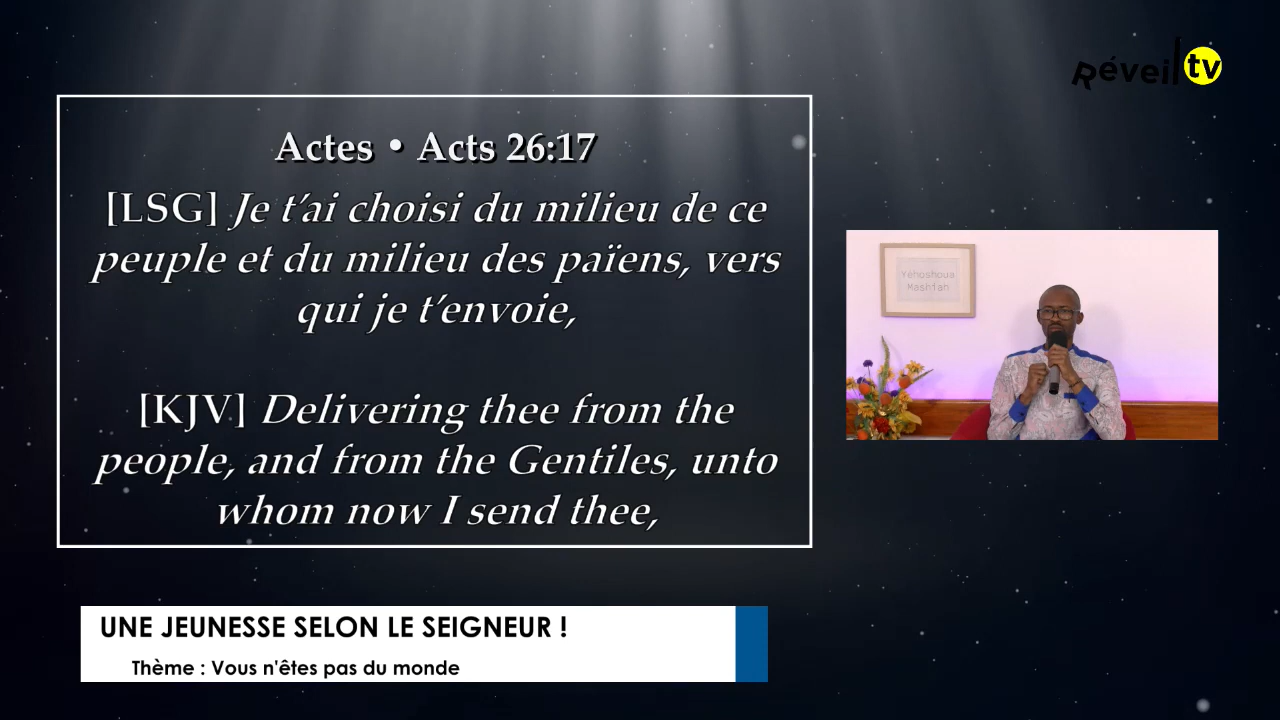 Réveil tv
Actes • Acts 26:17
[LSG] Je t’ai choisi du milieu de ce
peuple et du milieu des païens, vers
qui je t’envoie,
[KJV] Delivering thee from the
people, and from the Gentiles, unto
whom now I send thee,
Yéhoshoua
Mashiah
UNE JEUNESSE SELON LE SEIGNEUR !
Thème : Vous n'êtes pas du monde